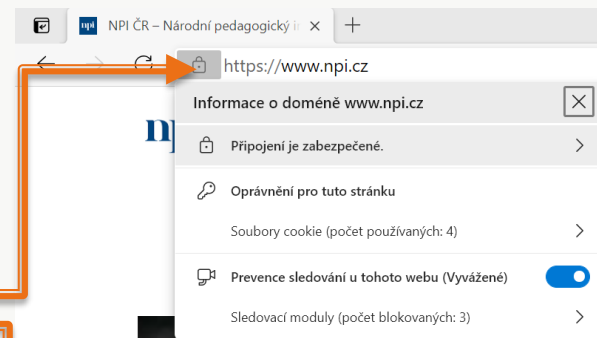 npi NPI ČR – Národní pedagogický i
https://www.npi.cz
Informace o doméně www.npi.cz
Připojení je zabezpečené.
Oprávnění pro tuto stránku
Soubory cookie (počet používaných: 4)
Prevence sledování u tohoto webu (Vyvážené)
Sledovací moduly (počet blokovaných: 3)